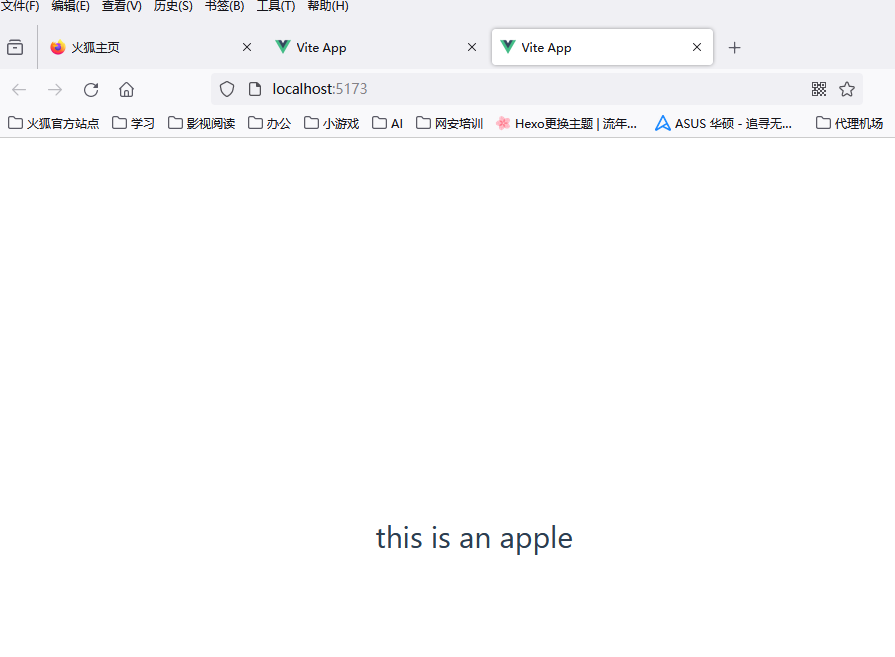 文件(F) 编辑(E) 查看(V) 历史(S) 书签(B) 工具(T) 帮助(H)
火狐主页 Vite App Vite App
localhost:5173
火狐官方站点 学习 影视阅读 办公 小游戏 AI 网安培训 Hexo更换主题 | 流年... ASUS 华硕 - 追寻无... 代理机场
this is an apple